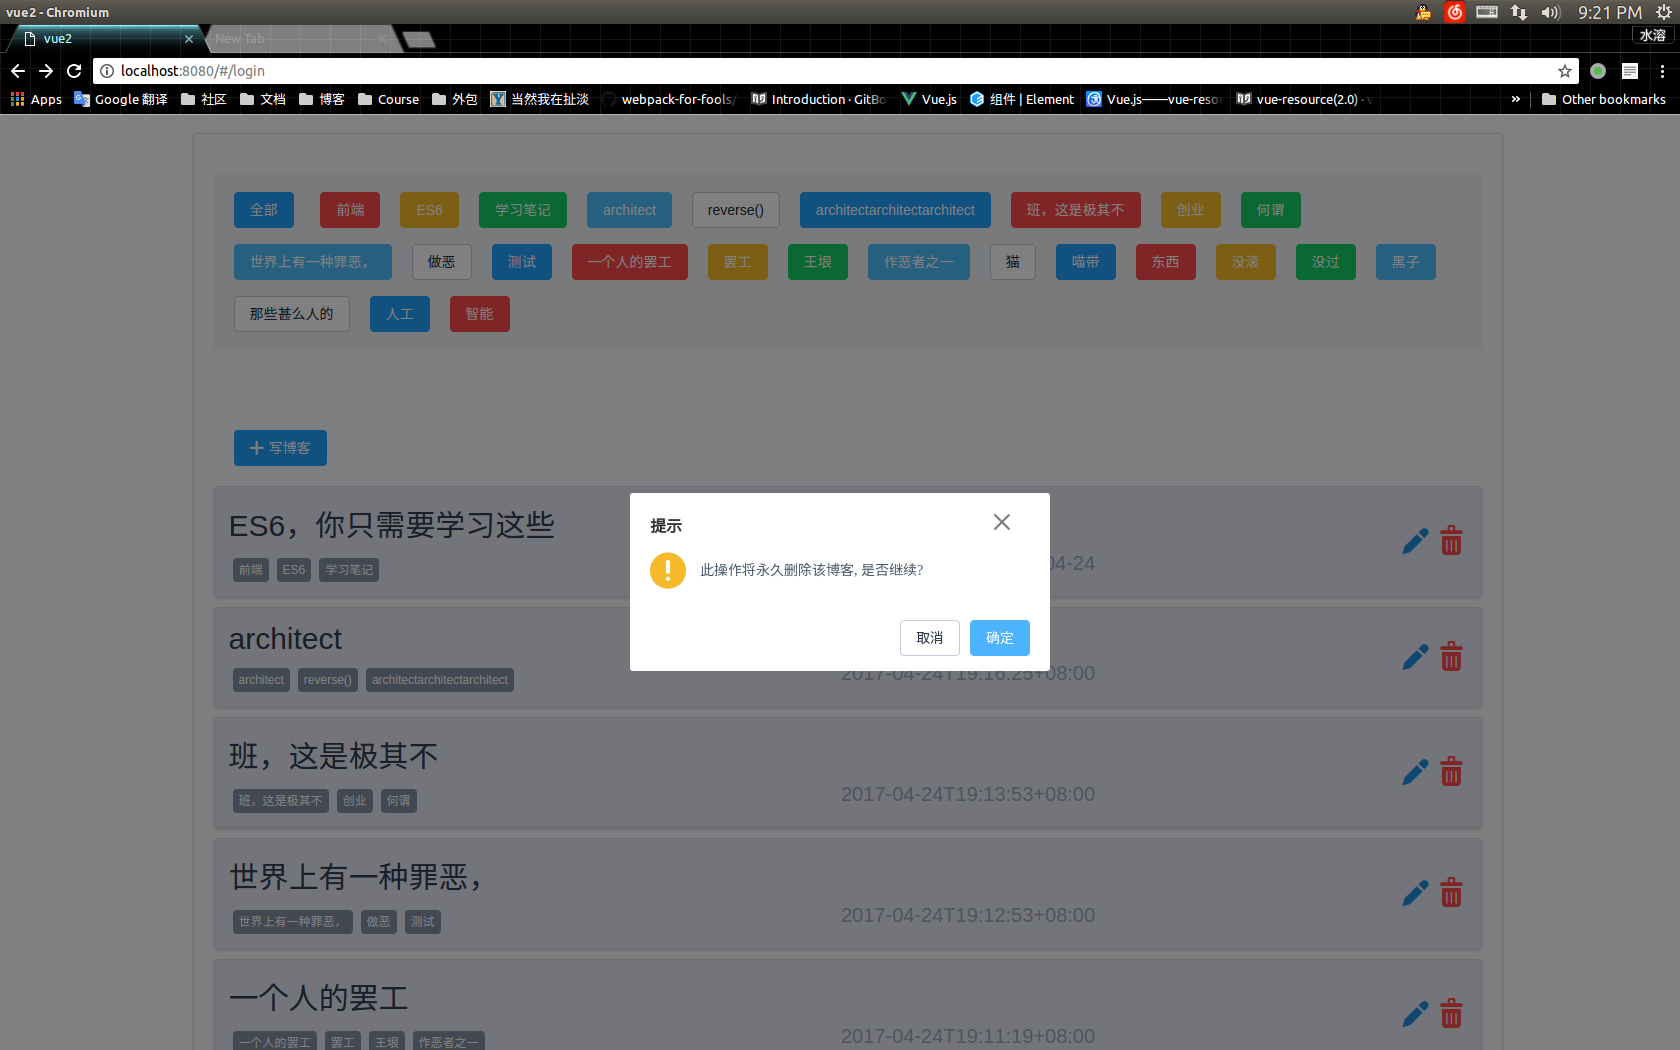 vue2 - Chromium
9:21 PM
vue2
New Tab
水溶
localhost:8080/#/login
Apps
Google 翻译
社区
文档
博客
Course
外包
当然我在扯淡
webpack-for-fools/
Introduction · GitBo
Vue.js
组件 | Element
Vue.js——vue-reso
vue-resource(2.0) · v
»
Other bookmarks
全部 前端 ES6 学习笔记 architect reverse() architectarchitectarchitect 班，这是极其不 创业 何谓
世界上有一种罪恶， 做恶 测试 一个人的罢工 罢工 王垠 作恶者之一 猫 喵带 东西 没滚 没过 黑子
那些甚么人的 人工 智能
写博客
ES6，你只需要学习这些
前端 ES6 学习笔记
04-24
提示
此操作将永久删除该博客, 是否继续?
取消 确定
architect
architect reverse() architectarchitectarchitect
2017-04-24T19:16:25+08:00
班，这是极其不
班，这是极其不 创业 何谓
2017-04-24T19:13:53+08:00
世界上有一种罪恶，
世界上有一种罪恶， 做恶 测试
2017-04-24T19:12:53+08:00
一个人的罢工
一个人的罢工 罢工 王垠 作恶者之一
2017-04-24T19:11:19+08:00